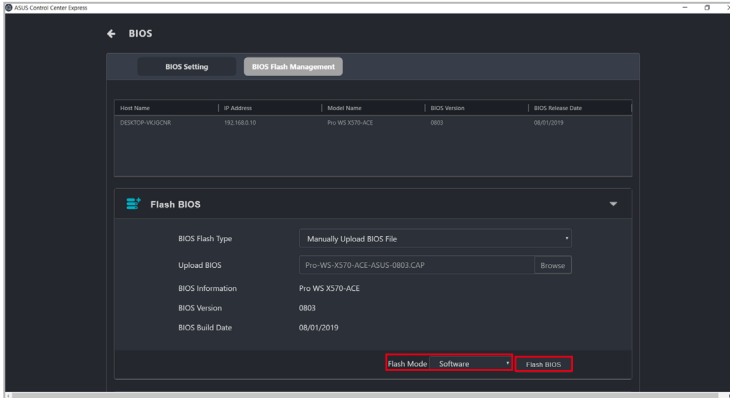 ASUS Control Center Express
BIOS
BIOS Setting BIOS Flash Management
Host Name IP Address Model Name BIOS Version BIOS Release Date
192.168.0.10 Pro WS X570-ACE 0803 08/01/2019
Flash BIOS
BIOS Flash Type Manually Upload BIOS File
Upload BIOS Pro-WS-X570-ACE-ASUS-0803.CAP Browse
BIOS Information Pro WS X570-ACE
BIOS Version 0803
BIOS Build Date 08/01/2019
Flash Mode Software Flash BIOS